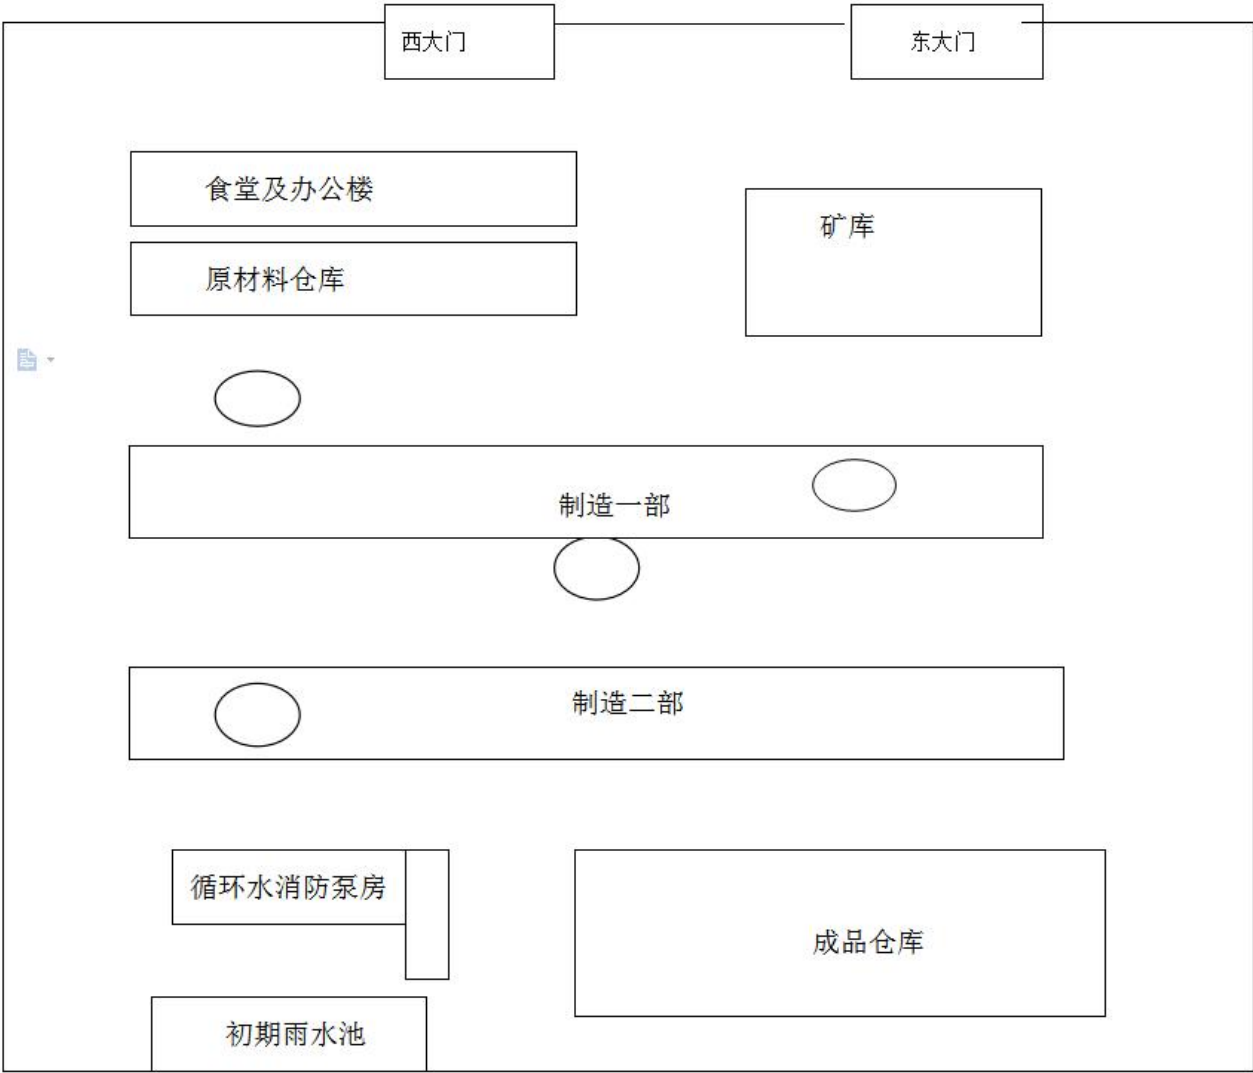 西大门
东大门
食堂及办公楼
矿库
原材料仓库
制造一部
制造二部
循环水消防泵房
成品仓库
初期雨水池